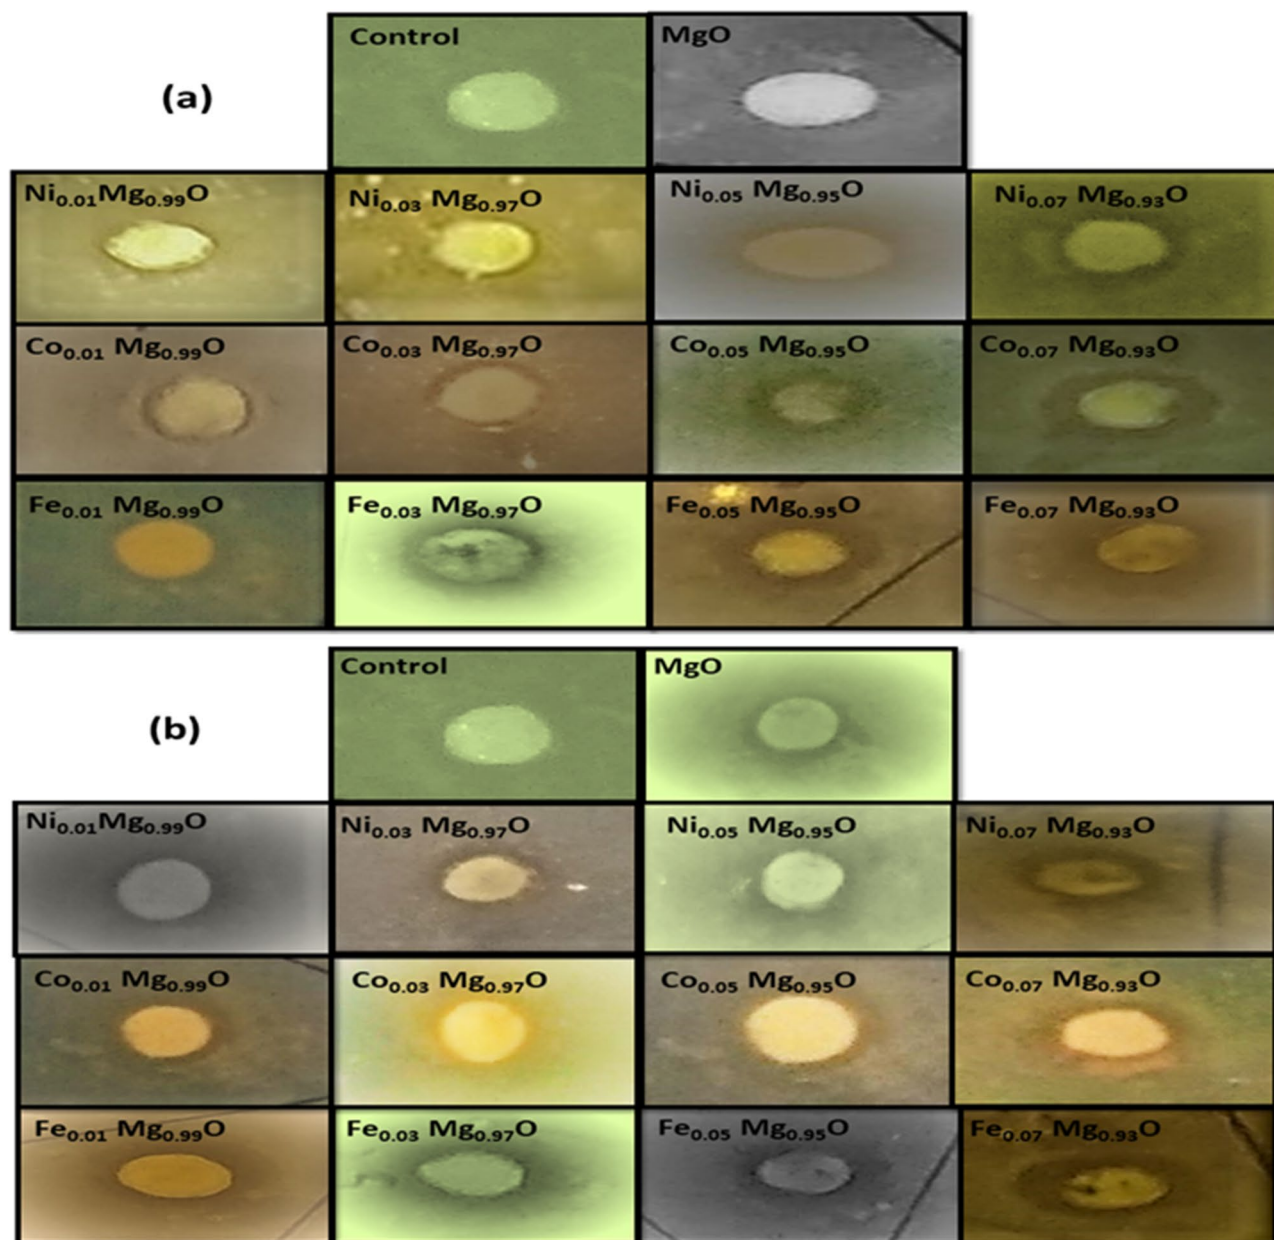 Control MgO
(a)
Ni0.01Mg0.99O Ni0.03 Mg0.97O Ni0.05 Mg0.95O Ni0.07 Mg0.93O
Co0.01 Mg0.99O Co0.03 Mg0.97O Co0.05 Mg0.95O Co0.07 Mg0.93O
Fe0.01 Mg0.99O Fe0.03 Mg0.97O Fe0.05 Mg0.95O Fe0.07 Mg0.93O
Control MgO
(b)
Ni0.01Mg0.99O Ni0.03 Mg0.97O Ni0.05 Mg0.95O Ni0.07 Mg0.93O
Co0.01 Mg0.99O Co0.03 Mg0.97O Co0.05 Mg0.95O Co0.07 Mg0.93O
Fe0.01 Mg0.99O Fe0.03 Mg0.97O Fe0.05 Mg0.95O Fe0.07 Mg0.93O